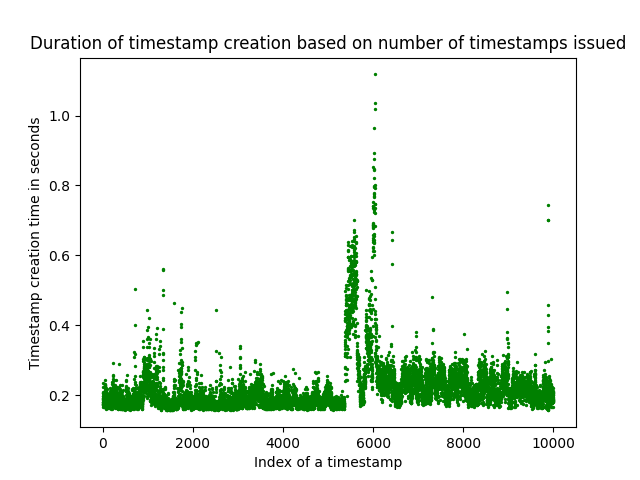 Duration of timestamp creation based on number of timestamps issued
Timestamp creation time in seconds
1.0
0.8
0.6
0.4
0.2
0 2000 4000 6000 8000 10000
Index of a timestamp